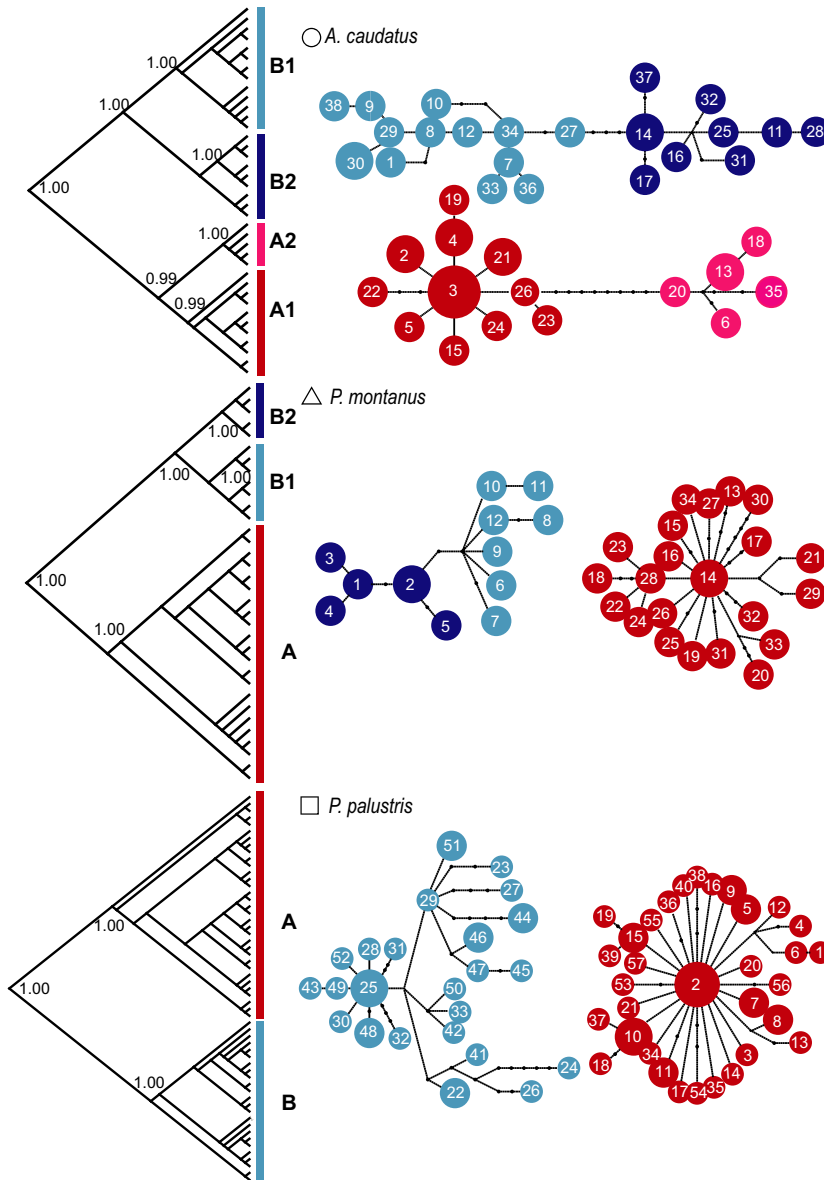 A. caudatus
1.00
1.00
1.00
1.00
1.00
0.99
0.99
B1
B2
A2
A1
38 9 29 30 1 8 10 12 34 7 33 36 27
37 14 17 32 16 25 31 11 28
19 4 2 21 22 3 26 23 5 24 15
20 13 18 35 6
P. montanus
1.00
1.00
1.00
1.00
1.00
B2
B1
A
3 1 4 2 5
10 11 12 8 9 6 7
34 27 13 30 15 17 16 23 18 28 14 21 29 22 24 26 32 25 19 31 33 20
P. palustris
1.00
1.00
1.00
A
B
51 23 29 27 44 46 47 45
52 28 31 43 49 25 30 48 32
50 33 42 41 24 22 26
38 40 16 9 36 5 12 4 6 1
19 55 15 39 57 20 53 2 56 21 7 8 13
37 10 18 34 11 3 14 17 54 35